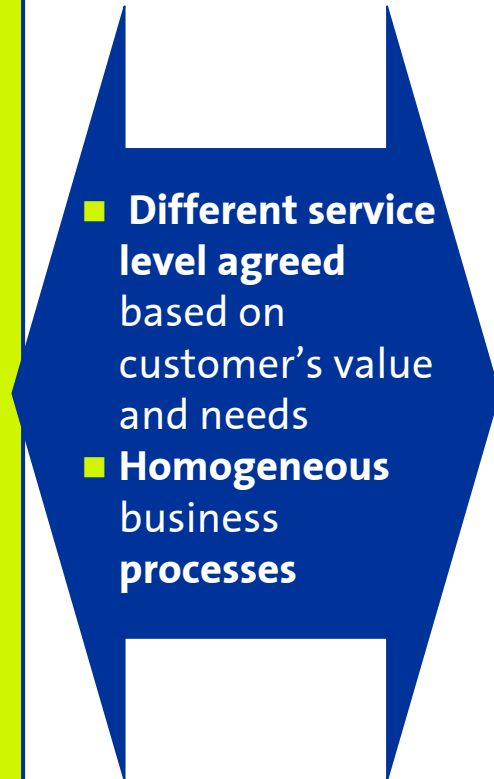 Different service
level agreed
based on
customer’s value
and needs
Homogeneous
business
processes